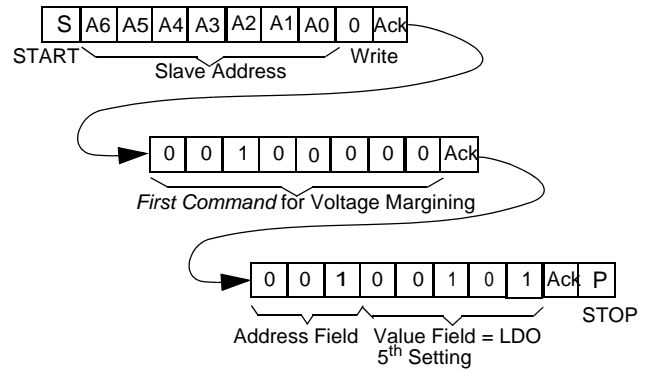 S A6 A5 A4 A3 A2 A1 A0 0 Ack
START Slave Address Write
0 0 1 0 0 0 0 0 Ack
First Command for Voltage Margining
0 0 1 0 0 1 0 1 Ack P
STOP
Address Field Value Field = LDO
5th Setting